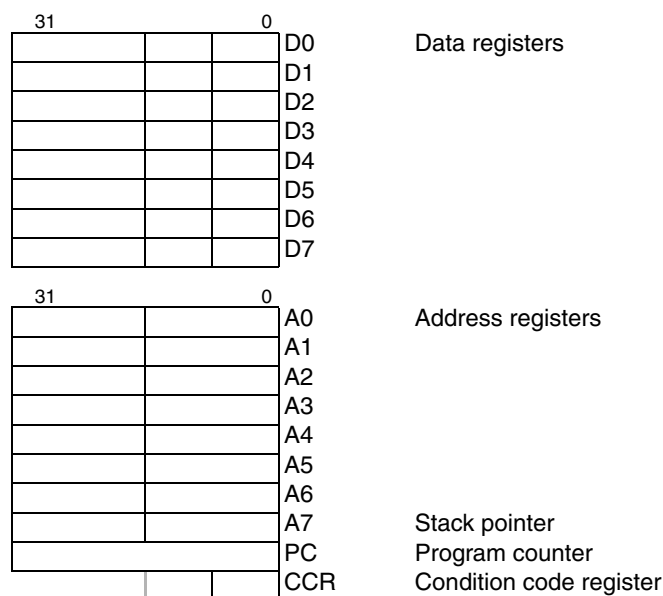 31 0
D0 Data registers
D1
D2
D3
D4
D5
D6
D7
31 0
A0 Address registers
A1
A2
A3
A4
A5
A6
A7 Stack pointer
PC Program counter
CCR Condition code register